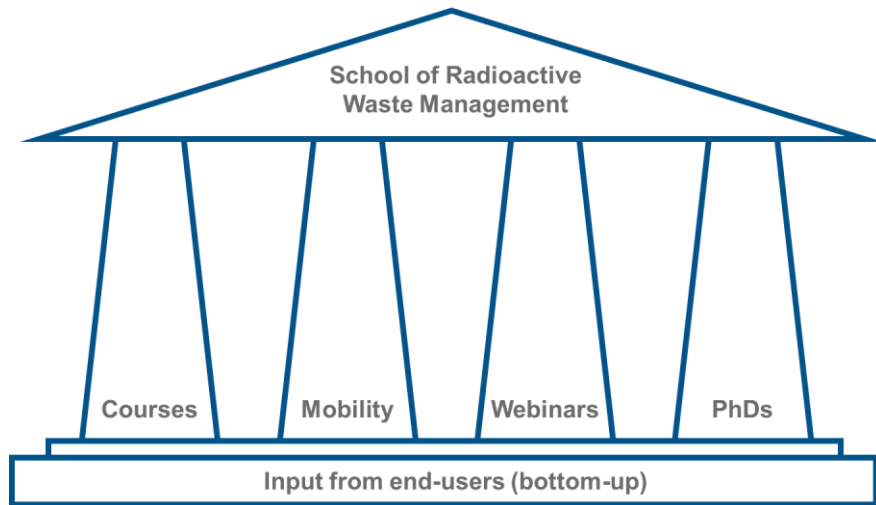 School of Radioactive
Waste Management
Courses
Mobility
Webinars
PhDs
Input from end-users (bottom-up)